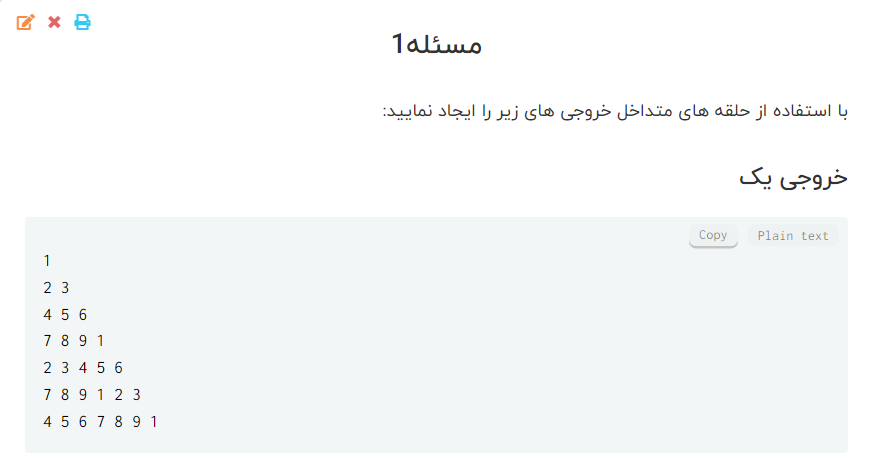 مسئله1
با استفاده از حلقه های متداخل خروجی های زیر را ایجاد نمایید:
خروجی یک
Copy Plain text
1
2 3
4 5 6
7 8 9 1
2 3 4 5 6
7 8 9 1 2 3
4 5 6 7 8 9 1